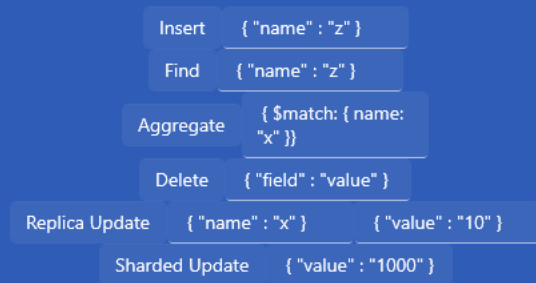 Insert { "name" : "z" }
Find { "name" : "z" }
Aggregate { $match: { name:
"x" }}
Delete { "field" : "value" }
Replica Update { "name" : "x" } { "value" : "10" }
Sharded Update { "value" : "1000" }